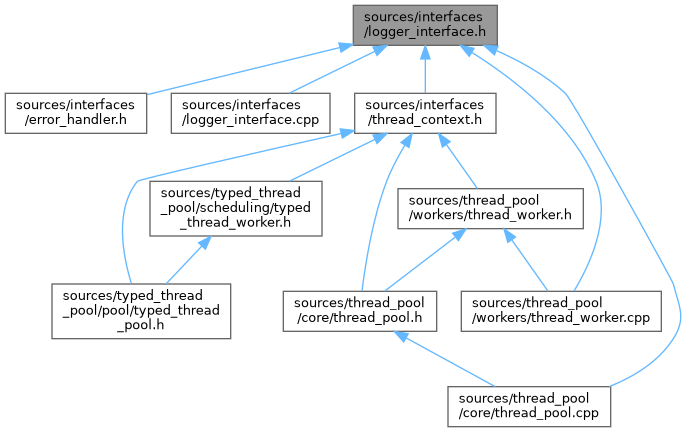 sources/interfaces
/logger_interface.h
sources/interfaces
/error_handler.h
sources/interfaces
/logger_interface.cpp
sources/interfaces
/thread_context.h
sources/typed_thread
_pool/scheduling/typed
_thread_worker.h
sources/thread_pool
/workers/thread_worker.h
sources/typed_thread
_pool/pool/typed_thread
_pool.h
sources/thread_pool
/core/thread_pool.h
sources/thread_pool
/workers/thread_worker.cpp
sources/thread_pool
/core/thread_pool.cpp